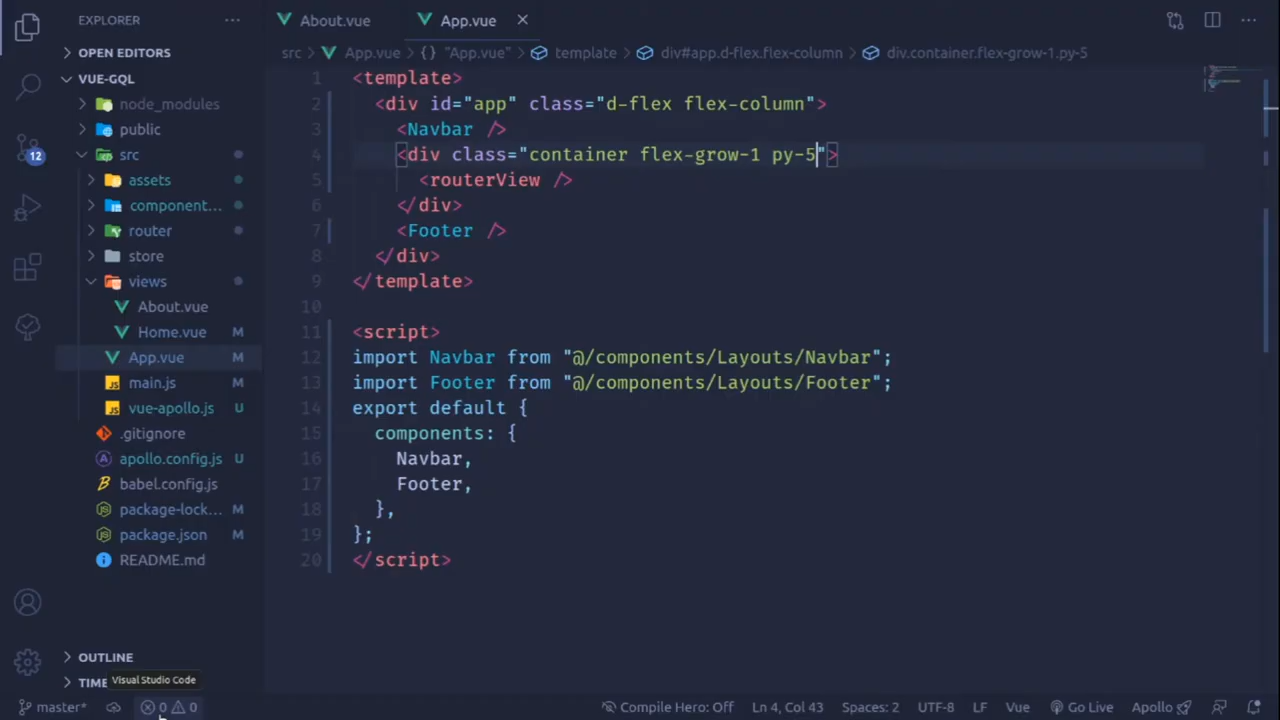 EXPLORER
OPEN EDITORS
VUE-GQL
node_modules
public
12
src
assets
component...
router
store
views
About.vue
Home.vue M
App.vue M
main.js M
vue-apollo.js U
.gitignore
apollo.config.js U
babel.config.js
package-lock... M
package.json M
README.md
OUTLINE
TIME
Visual Studio Code
About.vue
App.vue
src > App.vue > {} "App.vue" > template > div#app.d-flex.flex-column > div.container.flex-grow-1.py-5
1 <template>
2 <div id="app" class="d-flex flex-column">
3 <Navbar />
4 <div class="container flex-grow-1 py-5">
5 <routerView />
6 </div>
7 <Footer />
8 </div>
9 </template>
10
11 <script>
12 import Navbar from "@/components/Layouts/Navbar";
13 import Footer from "@/components/Layouts/Footer";
14 export default {
15 components: {
16 Navbar,
17 Footer,
18 },
19 };
20 </script>
master* 0 0 Compile Hero: Off Ln 4, Col 43 Spaces: 2 UTF-8 LF Vue Go Live Apollo